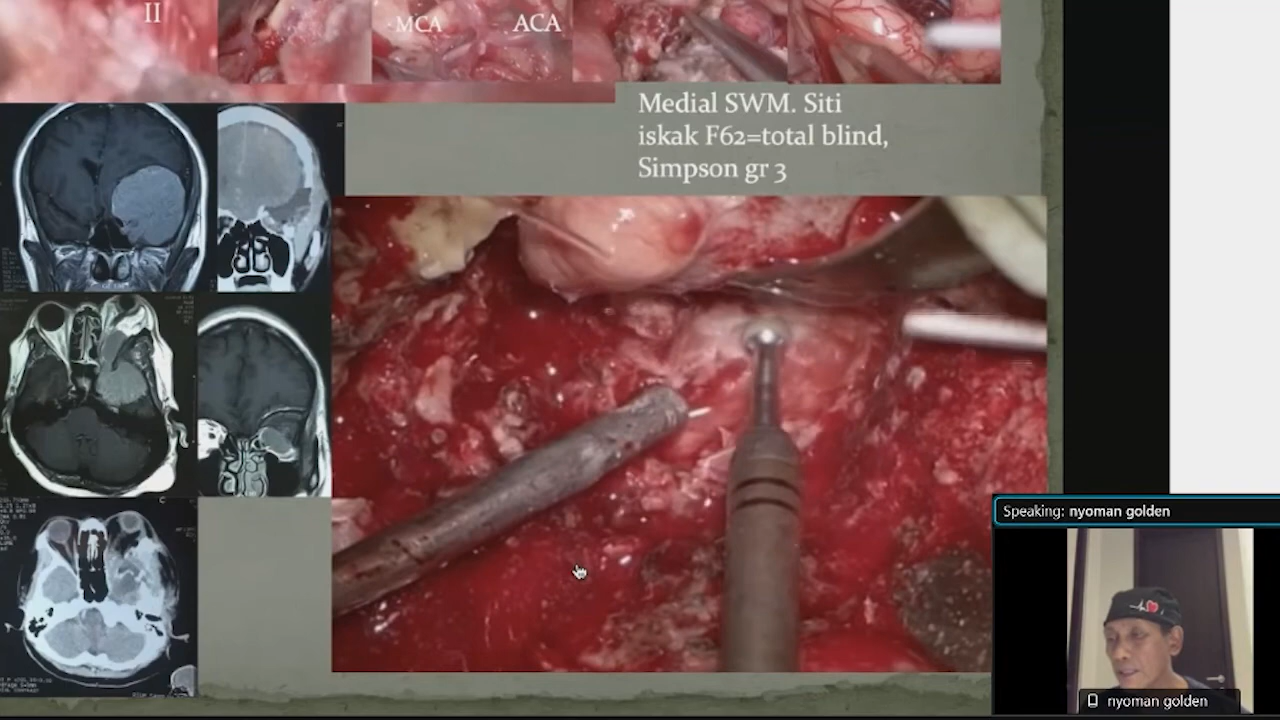 II
MCA
ACA
Medial SWM. Siti
iskak F62=total blind,
Simpson gr 3
C
Speaking: nyoman golden
nyoman golden